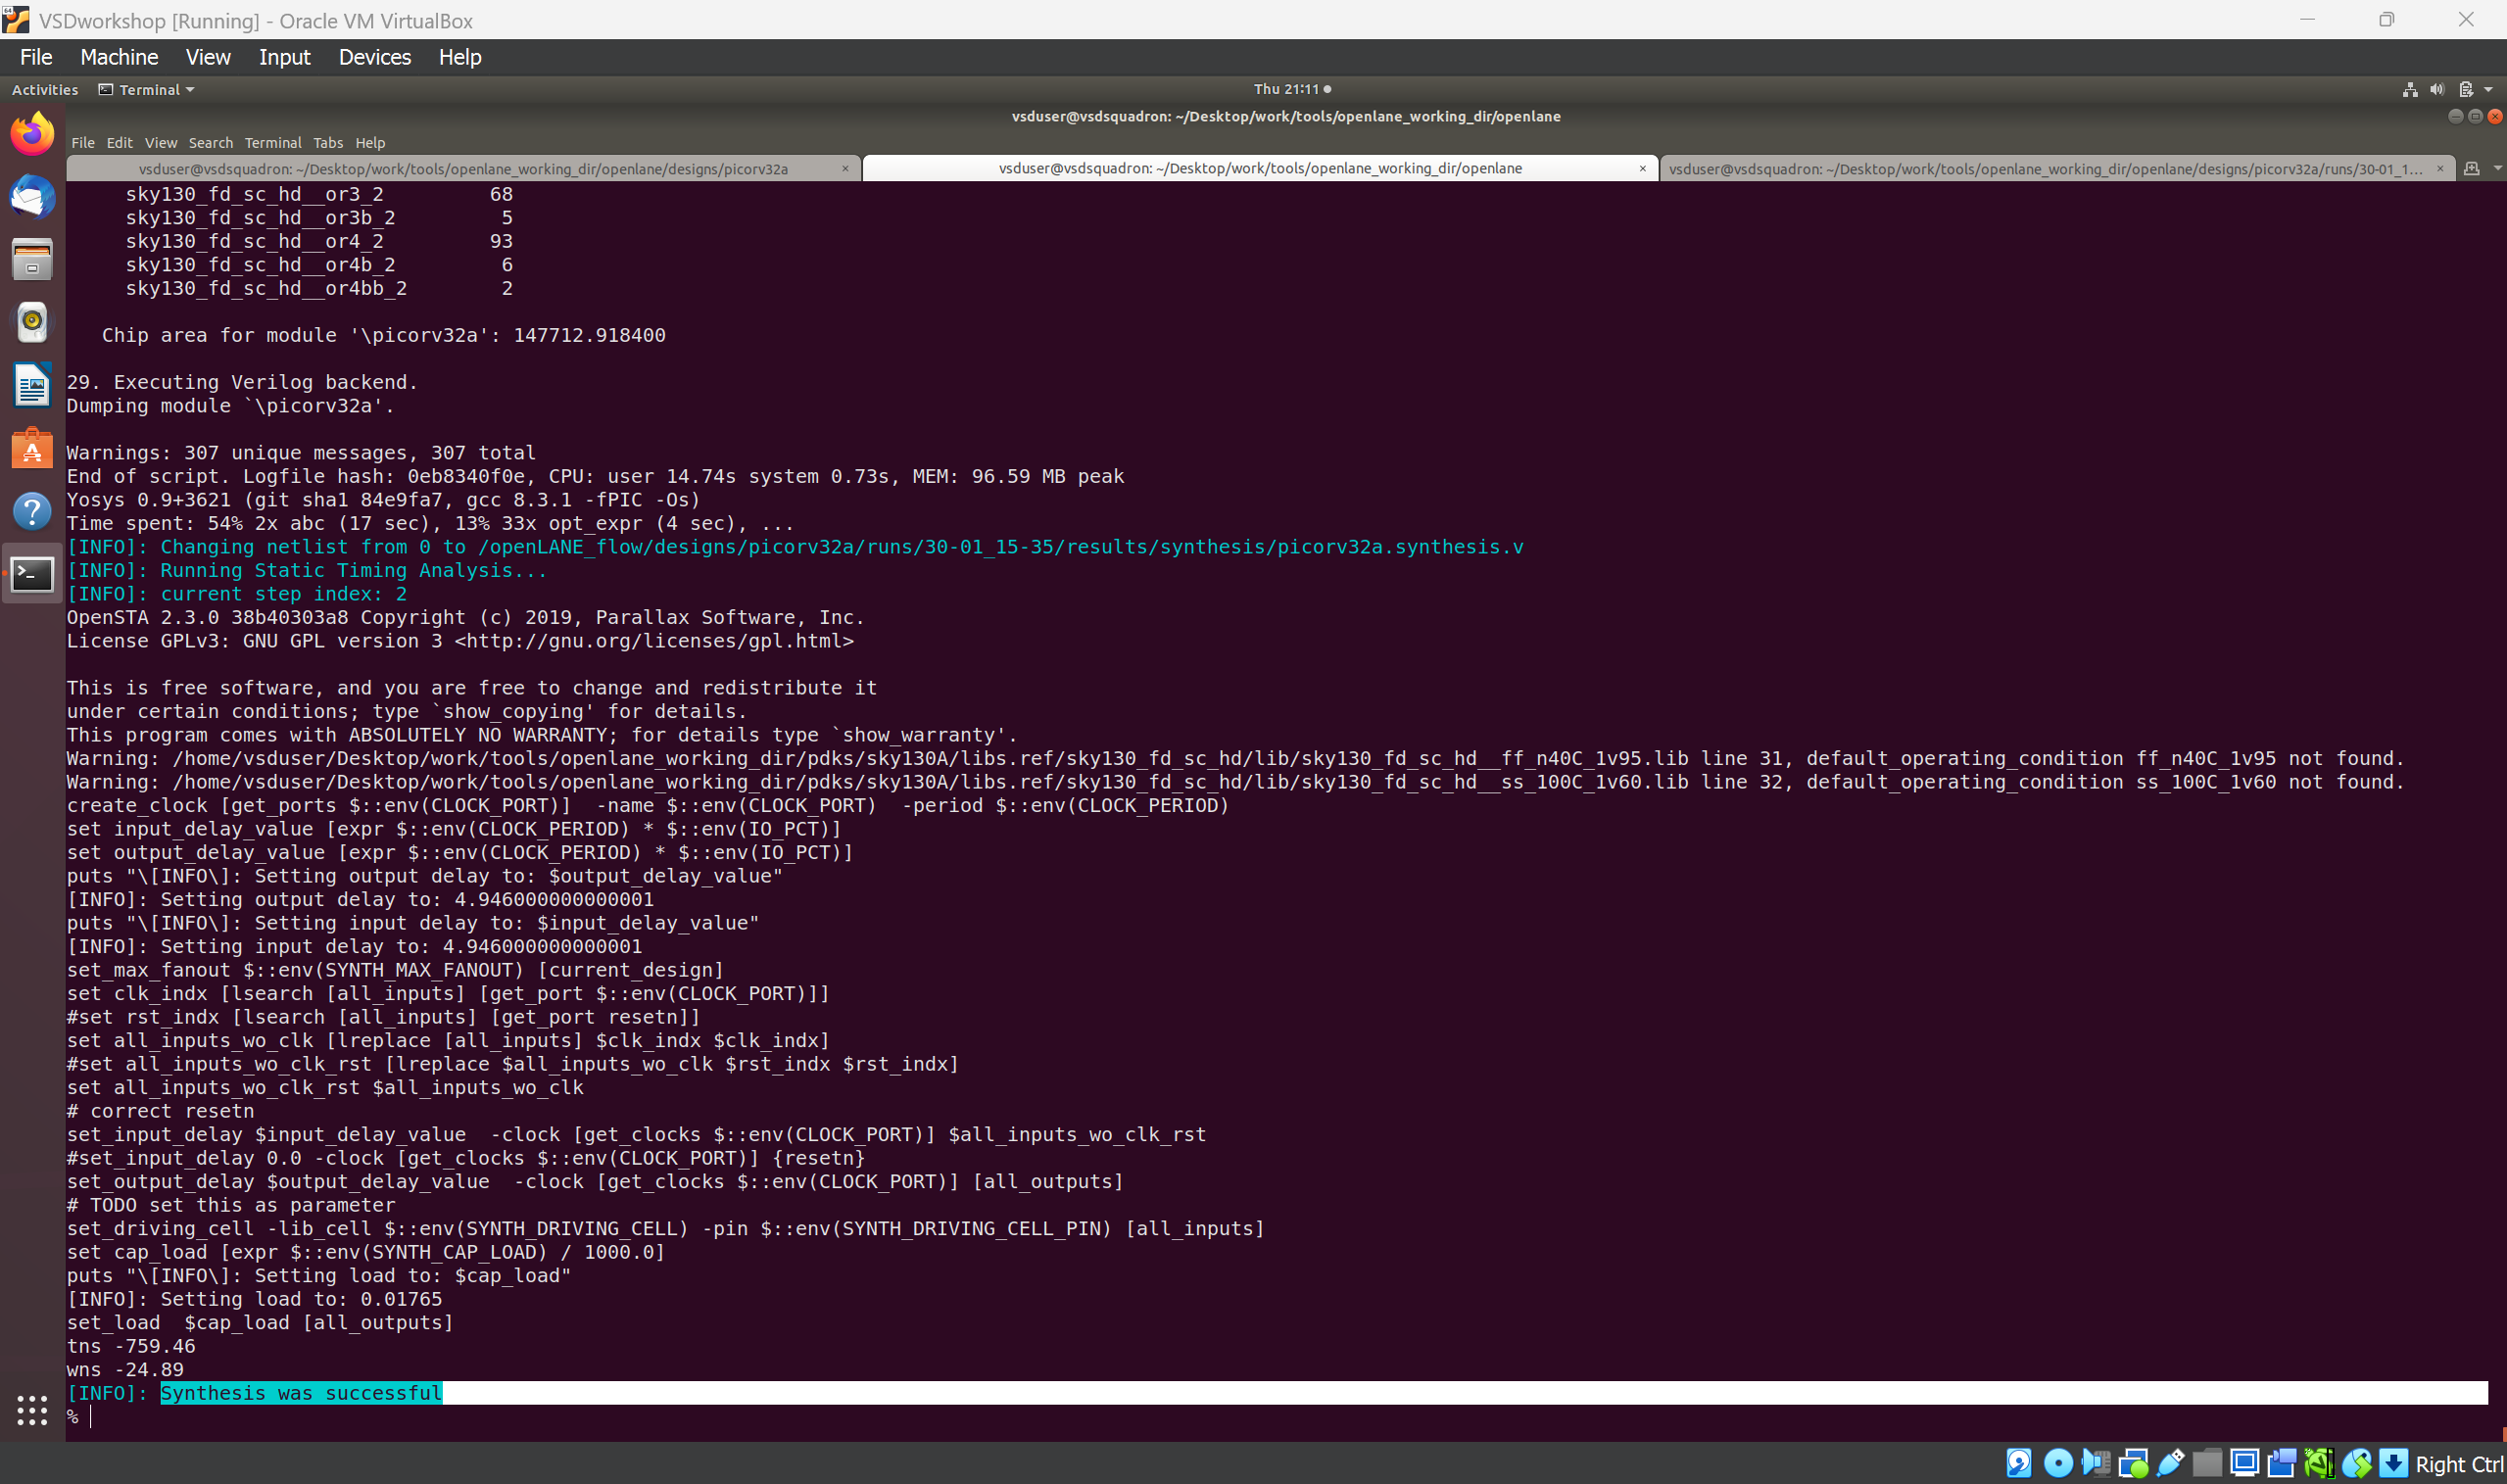 VSDworkshop [Running] - Oracle VM VirtualBox
File Machine View Input Devices Help
Activities Terminal Thu 21:11
vsduser@vsdsquadron: ~/Desktop/work/tools/openlane_working_dir/openlane
File Edit View Search Terminal Tabs Help
vsduser@vsdsquadron: ~/Desktop/work/tools/openlane_working_dir/openlane/designs/picorv32a × vsduser@vsdsquadron: ~/Desktop/work/tools/openlane_working_dir/openlane × vsduser@vsdsquadron: ~/Desktop/work/tools/openlane_working_dir/openlane/designs/picorv32a/runs/30-01_1... ×
sky130_fd_sc_hd__or3_2 68
sky130_fd_sc_hd__or3b_2 5
sky130_fd_sc_hd__or4_2 93
sky130_fd_sc_hd__or4b_2 6
sky130_fd_sc_hd__or4bb_2 2
Chip area for module '\picorv32a': 147712.918400
29. Executing Verilog backend.
Dumping module `\picorv32a'.
Warnings: 307 unique messages, 307 total
End of script. Logfile hash: 0eb8340f0e, CPU: user 14.74s system 0.73s, MEM: 96.59 MB peak
Yosys 0.9+3621 (git sha1 84e9fa7, gcc 8.3.1 -fPIC -Os)
Time spent: 54% 2x abc (17 sec), 13% 33x opt_expr (4 sec), ...
[INFO]: Changing netlist from 0 to /openLANE_flow/designs/picorv32a/runs/30-01_15-35/results/synthesis/picorv32a.synthesis.v
[INFO]: Running Static Timing Analysis...
[INFO]: current step index: 2
OpenSTA 2.3.0 38b40303a8 Copyright (c) 2019, Parallax Software, Inc.
License GPLv3: GNU GPL version 3 <http://gnu.org/licenses/gpl.html>
This is free software, and you are free to change and redistribute it
under certain conditions; type `show_copying' for details.
This program comes with ABSOLUTELY NO WARRANTY; for details type `show_warranty'.
Warning: /home/vsduser/Desktop/work/tools/openlane_working_dir/pdks/sky130A/libs.ref/sky130_fd_sc_hd/lib/sky130_fd_sc_hd__ff_n40C_1v95.lib line 31, default_operating_condition ff_n40C_1v95 not found.
Warning: /home/vsduser/Desktop/work/tools/openlane_working_dir/pdks/sky130A/libs.ref/sky130_fd_sc_hd/lib/sky130_fd_sc_hd__ss_100C_1v60.lib line 32, default_operating_condition ss_100C_1v60 not found.
create_clock [get_ports $::env(CLOCK_PORT)]  -name $::env(CLOCK_PORT)  -period $::env(CLOCK_PERIOD)
set input_delay_value [expr $::env(CLOCK_PERIOD) * $::env(IO_PCT)]
set output_delay_value [expr $::env(CLOCK_PERIOD) * $::env(IO_PCT)]
puts "\[INFO\]: Setting output delay to: $output_delay_value"
[INFO]: Setting output delay to: 4.946000000000001
puts "\[INFO\]: Setting input delay to: $input_delay_value"
[INFO]: Setting input delay to: 4.946000000000001
set_max_fanout $::env(SYNTH_MAX_FANOUT) [current_design]
set clk_indx [lsearch [all_inputs] [get_port $::env(CLOCK_PORT)]]
#set rst_indx [lsearch [all_inputs] [get_port resetn]]
set all_inputs_wo_clk [lreplace [all_inputs] $clk_indx $clk_indx]
#set all_inputs_wo_clk_rst [lreplace $all_inputs_wo_clk $rst_indx $rst_indx]
set all_inputs_wo_clk_rst $all_inputs_wo_clk
# correct resetn
set_input_delay $input_delay_value  -clock [get_clocks $::env(CLOCK_PORT)] $all_inputs_wo_clk_rst
#set_input_delay 0.0 -clock [get_clocks $::env(CLOCK_PORT)] {resetn}
set_output_delay $output_delay_value  -clock [get_clocks $::env(CLOCK_PORT)] [all_outputs]
# TODO set this as parameter
set_driving_cell -lib_cell $::env(SYNTH_DRIVING_CELL) -pin $::env(SYNTH_DRIVING_CELL_PIN) [all_inputs]
set cap_load [expr $::env(SYNTH_CAP_LOAD) / 1000.0]
puts "\[INFO\]: Setting load to: $cap_load"
[INFO]: Setting load to: 0.01765
set_load  $cap_load [all_outputs]
tns -759.46
wns -24.89
[INFO]: Synthesis was successful
%
Right Ctrl